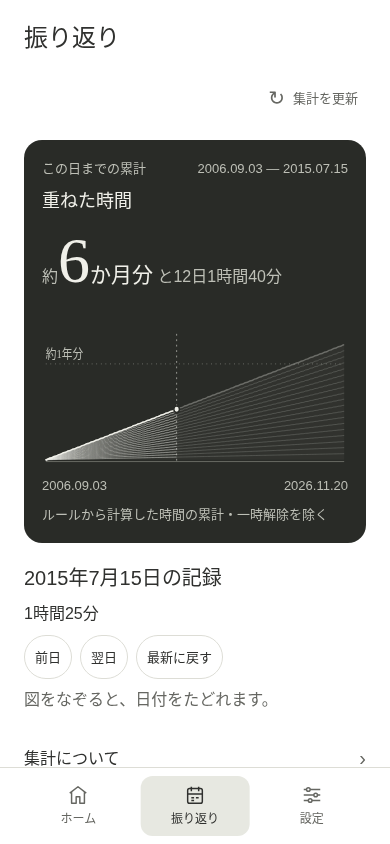 振り返り
↻ 集計を更新
この日までの累計 2006.09.03 — 2015.07.15
重ねた時間
約6か月分 と12日1時間40分
約1年分
2006.09.03 2026.11.20
ルールから計算した時間の累計・一時解除を除く
2015年7月15日の記録
1時間25分
前日 翌日 最新に戻す
図をなぞると、日付をたどれます。
集計について ›
ホーム 振り返り 設定